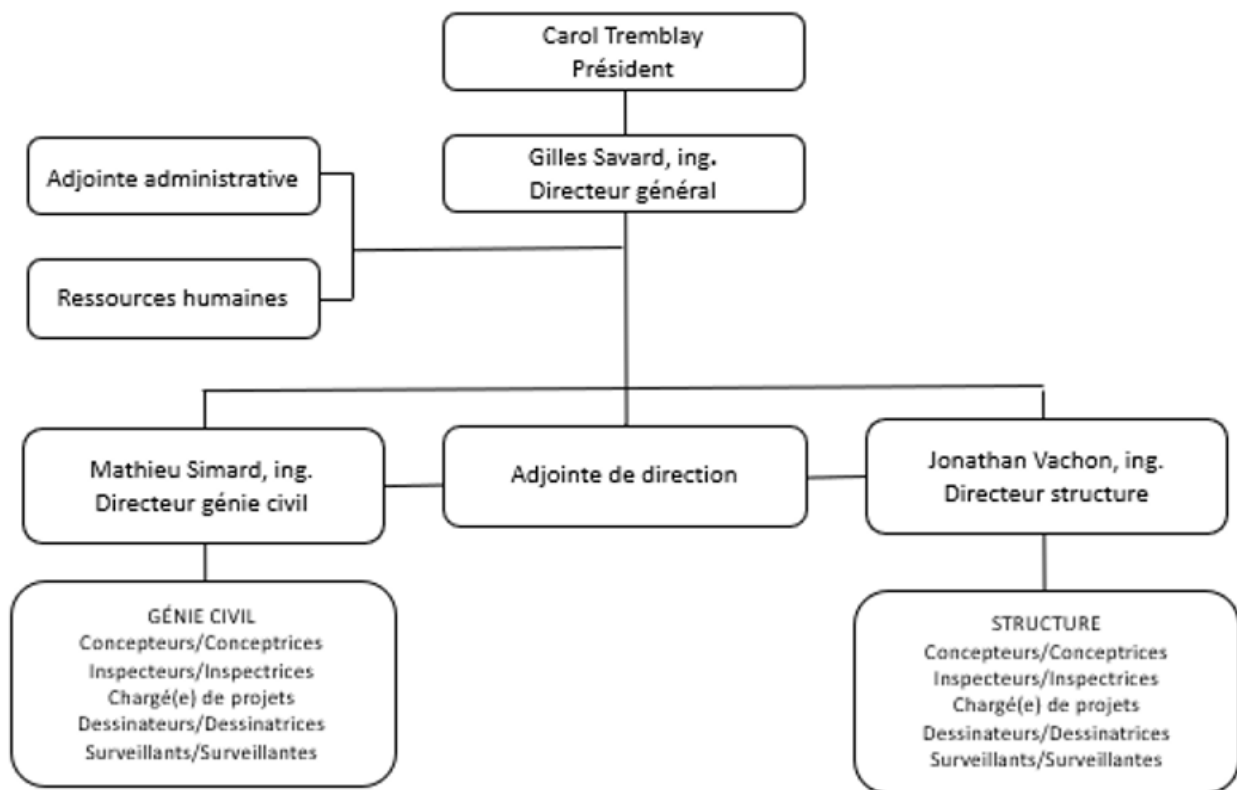 Carol Tremblay
Président
Gilles Savard, ing.
Directeur général
Adjointe administrative
Ressources humaines
Mathieu Simard, ing.
Directeur génie civil
Adjointe de direction
Jonathan Vachon, ing.
Directeur structure
GÉNIE CIVIL
Concepteurs/Conceptrices
Inspecteurs/Inspectrices
Chargé(e) de projets
Dessinateurs/Dessinatrices
Surveillants/Surveillantes
STRUCTURE
Concepteurs/Conceptrices
Inspecteurs/Inspectrices
Chargé(e) de projets
Dessinateurs/Dessinatrices
Surveillants/Surveillantes